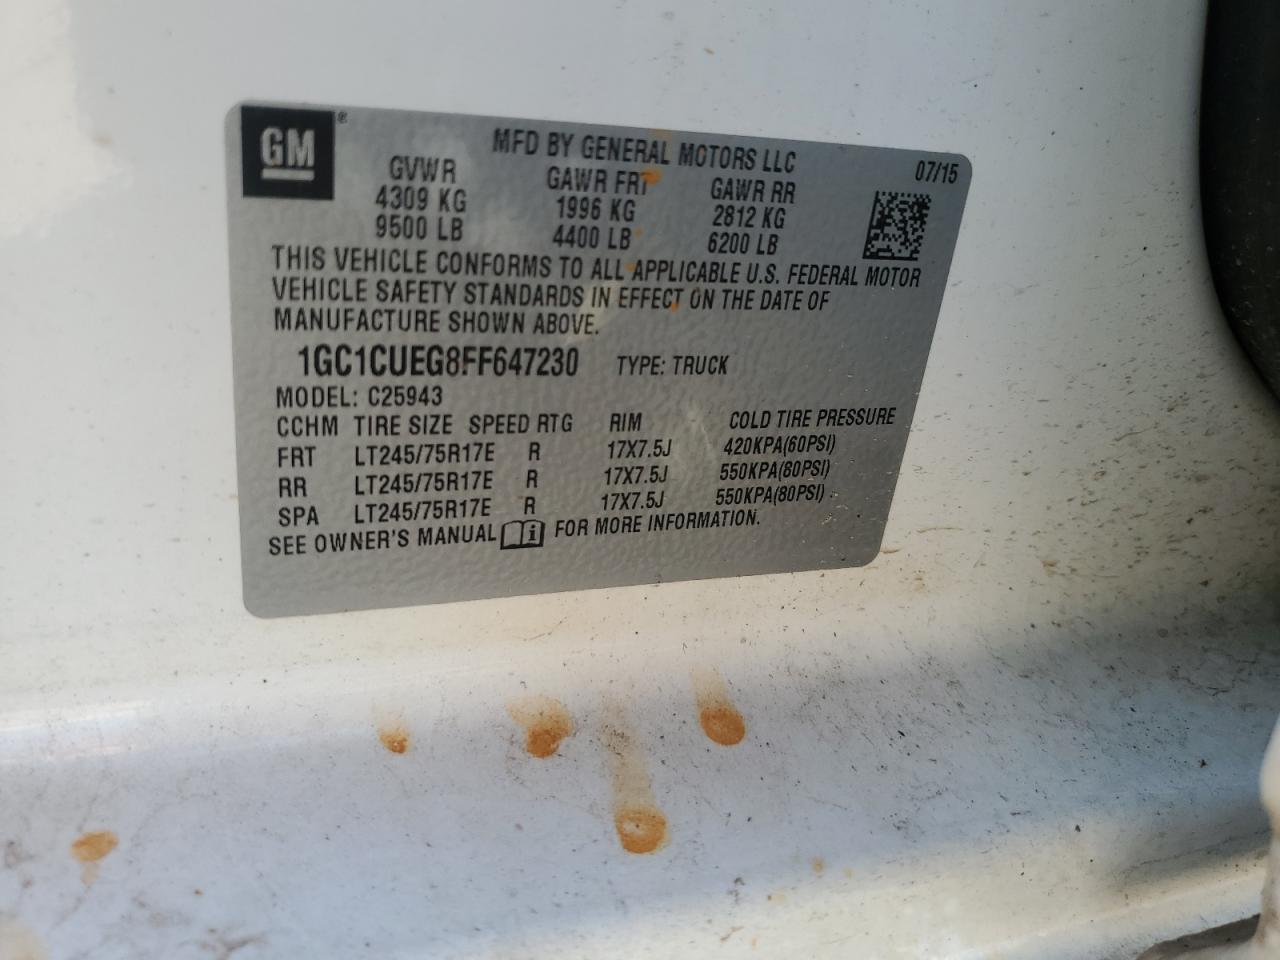 GM®
MFD BY GENERAL MOTORS LLC 07/15
GVWR GAWR FRT GAWR RR
4309 KG 1996 KG 2812 KG
9500 LB 4400 LB 6200 LB
THIS VEHICLE CONFORMS TO ALL APPLICABLE U.S. FEDERAL MOTOR
VEHICLE SAFETY STANDARDS IN EFFECT ON THE DATE OF
MANUFACTURE SHOWN ABOVE.
1GC1CUEG8FF647230 TYPE: TRUCK
MODEL: C25943
CCHM TIRE SIZE SPEED RTG RIM COLD TIRE PRESSURE
FRT LT245/75R17E R 17X7.5J 420KPA(60PSI)
RR LT245/75R17E R 17X7.5J 550KPA(80PSI)
SPA LT245/75R17E R 17X7.5J 550KPA(80PSI)
SEE OWNER'S MANUAL i FOR MORE INFORMATION.